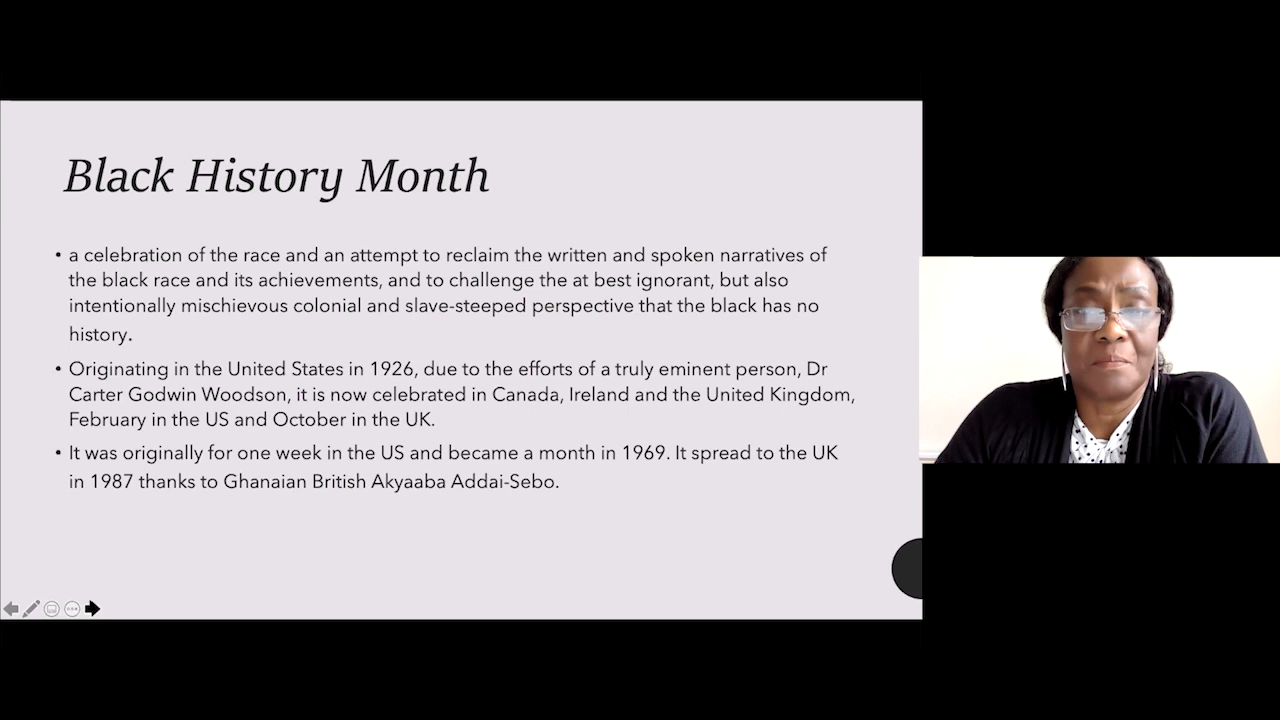 Black History Month
• a celebration of the race and an attempt to reclaim the written and spoken narratives of
the black race and its achievements, and to challenge the at best ignorant, but also
intentionally mischievous colonial and slave-steeped perspective that the black has no
history.
• Originating in the United States in 1926, due to the efforts of a truly eminent person, Dr
Carter Godwin Woodson, it is now celebrated in Canada, Ireland and the United Kingdom,
February in the US and October in the UK.
• It was originally for one week in the US and became a month in 1969. It spread to the UK
in 1987 thanks to Ghanaian British Akyaaba Addai-Sebo.